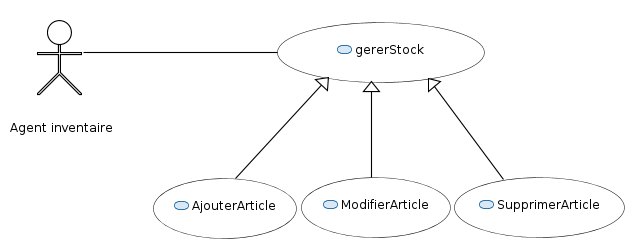 gererStock
Agent inventaire
AjouterArticle
ModifierArticle
SupprimerArticle